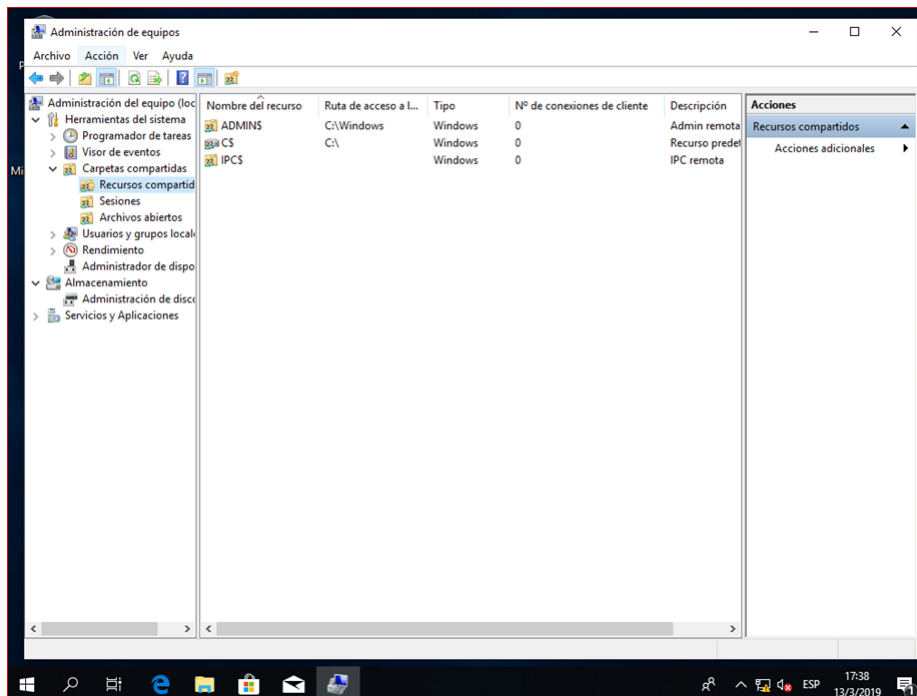 Administración de equipos
Archivo Acción Ver Ayuda
Administración del equipo (loc
Herramientas del sistema
Programador de tareas
Visor de eventos
Carpetas compartidas
Recursos compartid
Sesiones
Archivos abiertos
Usuarios y grupos local
Rendimiento
Administrador de dispo
Almacenamiento
Administración de disco
Servicios y Aplicaciones
Nombre del recurso Ruta de acceso a l... Tipo Nº de conexiones de cliente Descripción
ADMIN$ C:\Windows Windows 0 Admin remota
C$ C:\ Windows 0 Recurso predet
IPC$ Windows 0 IPC remota
Acciones
Recursos compartidos
Acciones adicionales
Mi
ESP
17:38
13/3/2019